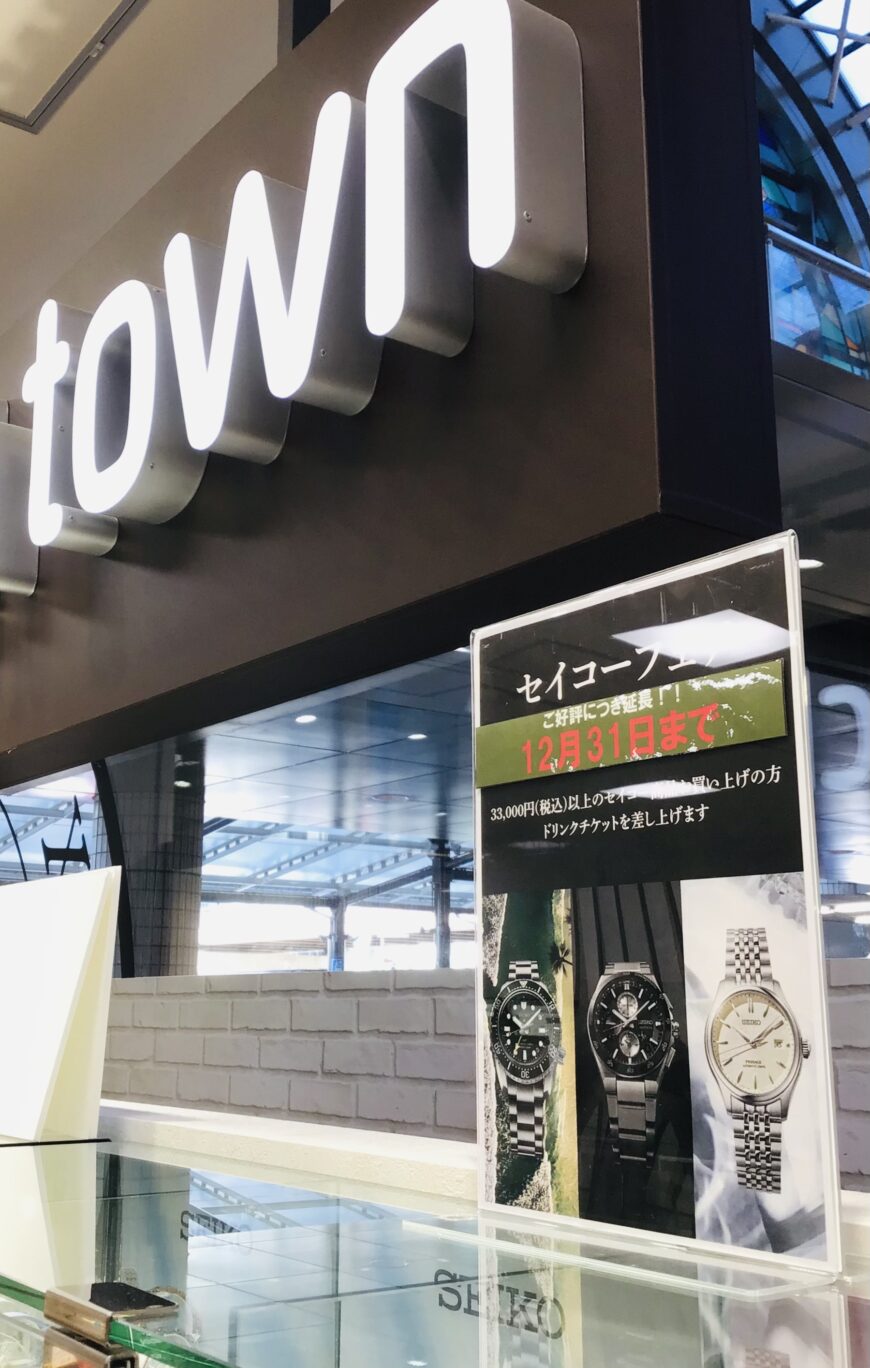 town
セイコーフェア
ご好評につき延長！！
12月31日まで
33,000円(税込)以上のセイコー
買い上げの方
ドリンクチケットを差し上げます
SEIKO
SEIKO
SEIKO